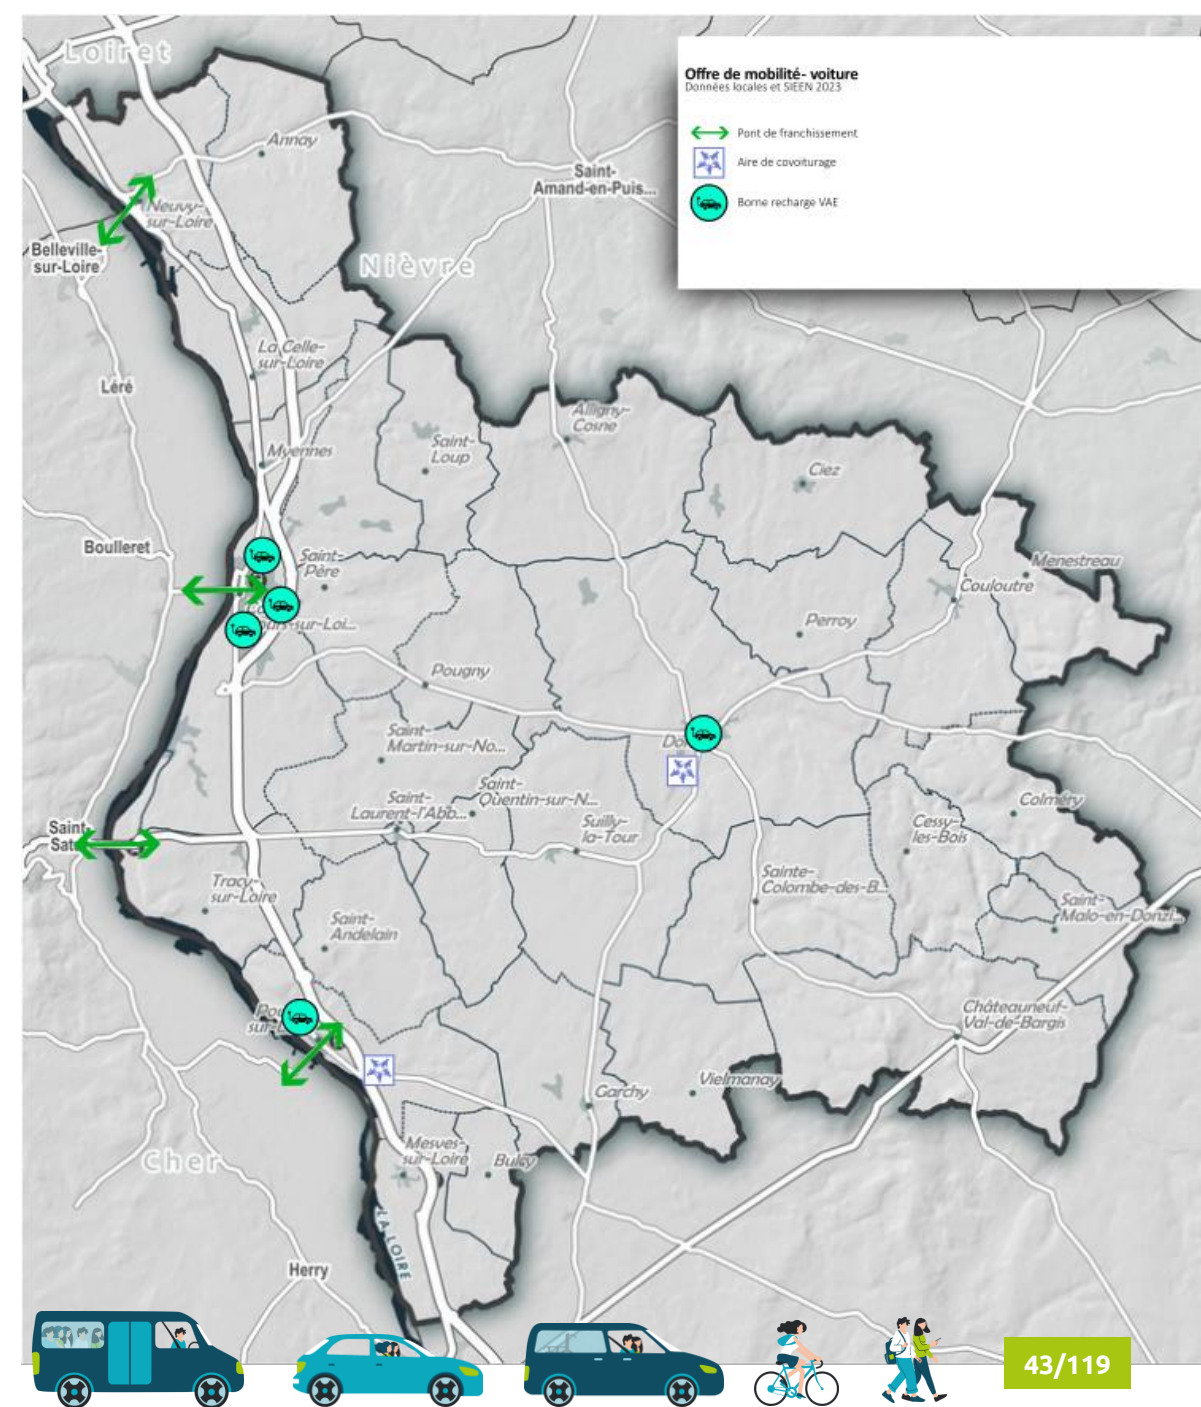 Loiret
Offre de mobilité- voiture
Données locales et SIEEN 2023
Pont de franchissement
Aire de covoiturage
Borne recharge VAE
Annay
Saint-
Amand-en-Puis...
Neuvy-
sur-Loire
Belleville-
sur-Loire
Nièvre
La Celle-
sur-Loire
Léré
Alligny-
Cosne
Myennes
Saint-
Loup
Ciez
Boulleret
Saint-
Père
Menestreau
Couloutre
Perroy
Pougny
Saint-
Martin-sur-No...
Saint-
Quentin-sur-N...
Saint-
Laurent-l'Abb...
Suilly-
la-Tour
Colméry
Cessy-
les-Bois
Saint-
Tracy-
sur-Loire
Sainte-
Colombe-des-B...
Saint-
Malo-en-Donzi...
Saint-
Andelain
Châteauneuf-
Val-de-Bargis
Vielmanay
Garchy
Mesves-
sur-Loire
Bulcy
Cher
LA LOIRE
Herry
43/119